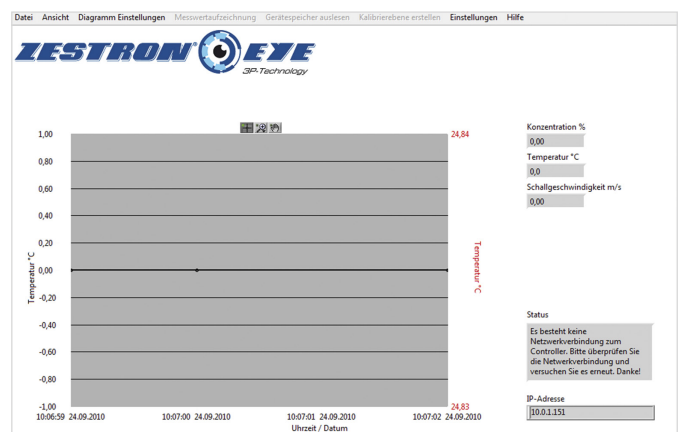 Datei Ansicht Diagramm Einstellungen Messwertaufzeichnung Gerätespeicher auslesen Kalibrierebene erstellen Einstellungen Hilfe
ZESTRON® EYE
3P-Technology
1,00
0,80
0,60
0,40
0,20
0,00
-0,20
-0,40
-0,60
-0,80
-1,00
Temperatur °C
24,84
24,83
Temperatur °C
10:06:59 24.09.2010 10:07:00 24.09.2010 10:07:01 24.09.2010 10:07:02 24.09.2010
Uhrzeit / Datum
Konzentration %
0,00
Temperatur °C
0,0
Schallgeschwindigkeit m/s
0,00
Status
Es besteht keine
Netzwerkverbindung zum
Controller. Bitte überprüfen Sie
die Netwerkverbindung und
versuchen Sie es erneut. Danke!
IP-Adresse
10.0.1.151